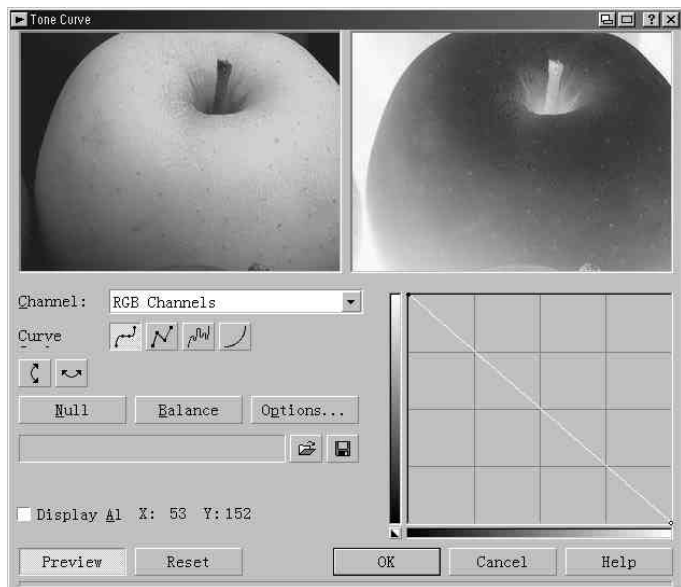 Tone Curve
Channel: RGB Channels
Curve
Null Balance Options...
Display Al X: 53 Y:152
Preview Reset OK Cancel Help